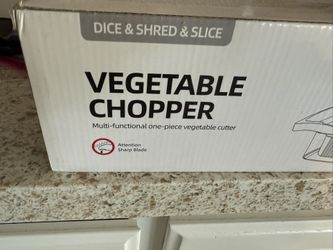 DICE & SHRED & SLICE
VEGETABLE
CHOPPER
Multi-functional one-piece vegetable cutter
Attention
Sharp Blade